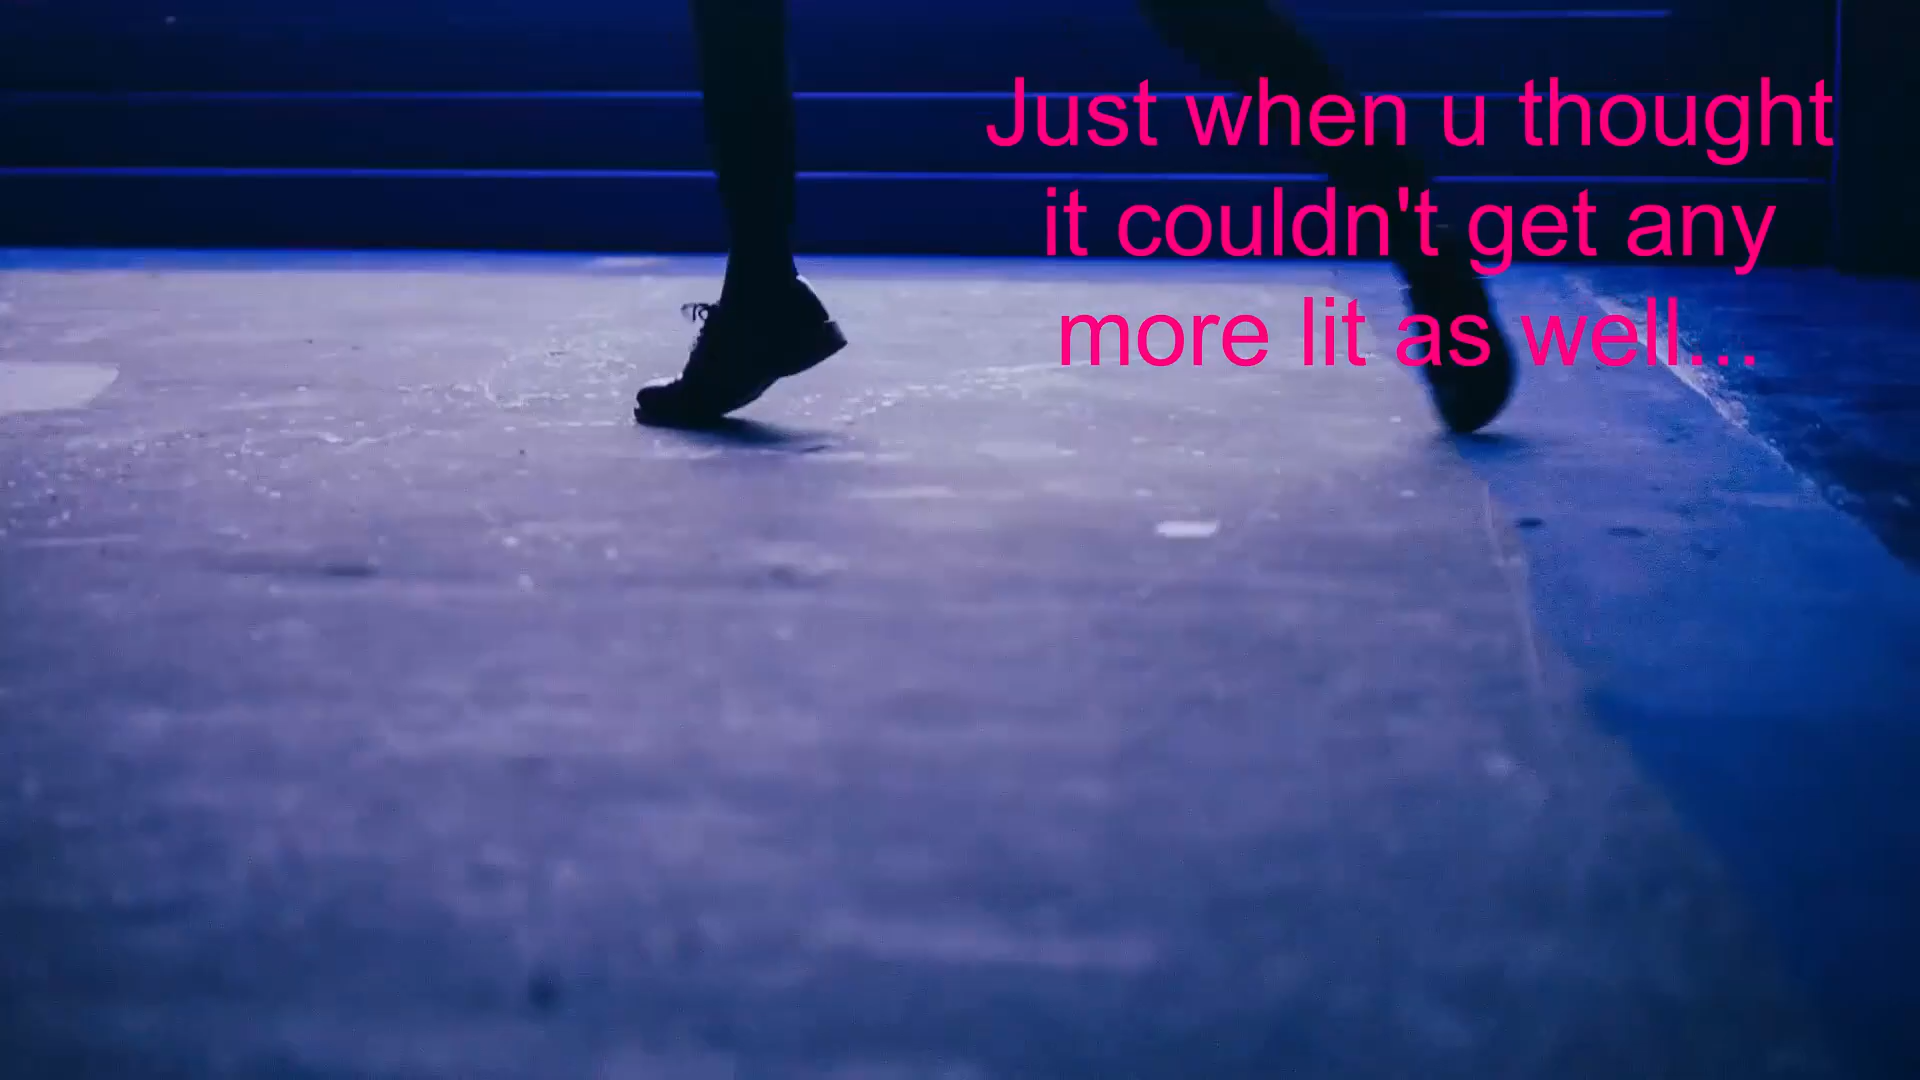 Just when u thought
it couldn't get any
more lit as well...